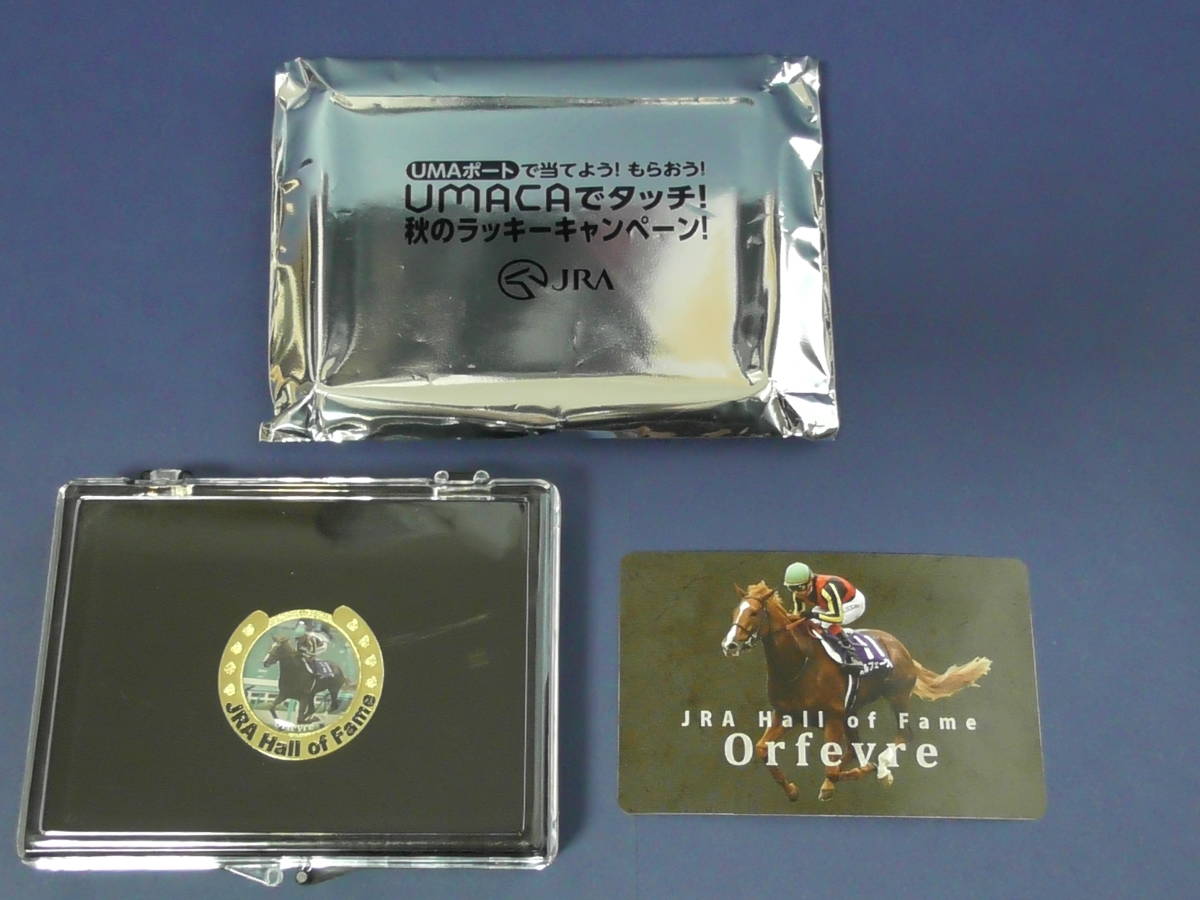 UMAポートで当てよう! もらおう!
UMACAでタッチ!
秋のラッキーキャンペーン!
JRA
JRA Hall of Fame
JRA Hall of Fame
Orfevre
11